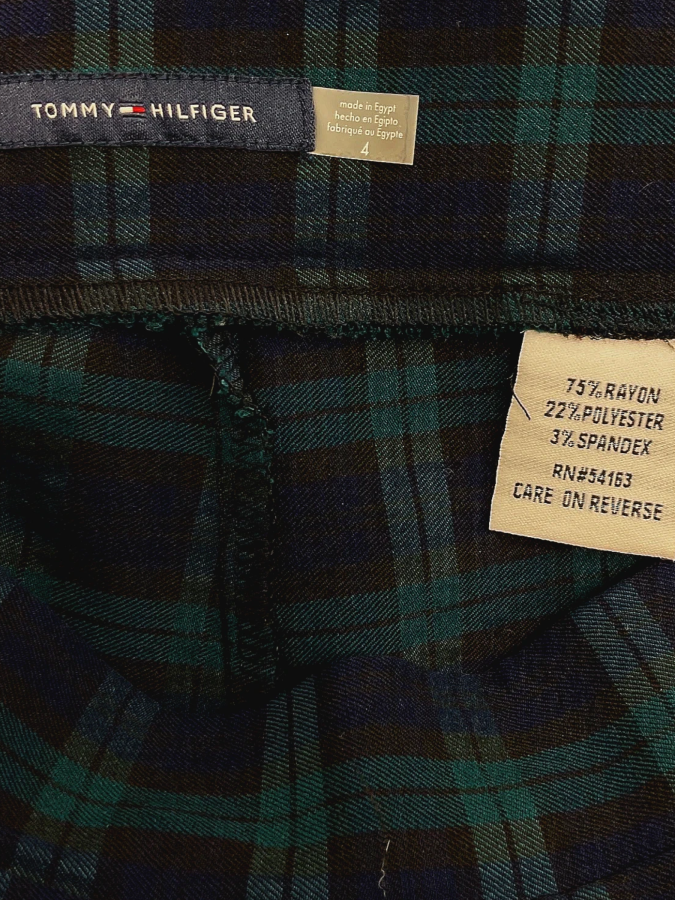 TOMMY HILFIGER
made in Egypt
hecho en Egipto
fabriqué au Égypte
4
75% RAYON
22% POLYESTER
3% SPANDEX
RN#54163
CARE ON REVERSE